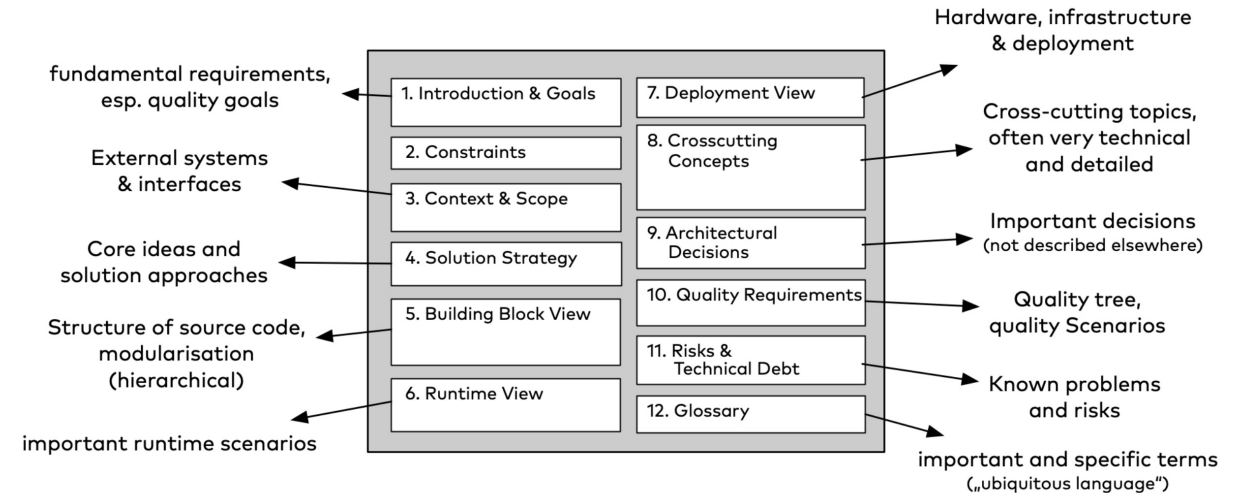 fundamental requirements,
esp. quality goals
External systems
& interfaces
Core ideas and
solution approaches
Structure of source code,
modularisation
(hierarchical)
important runtime scenarios
1. Introduction & Goals
2. Constraints
3. Context & Scope
4. Solution Strategy
5. Building Block View
6. Runtime View
7. Deployment View
8. Crosscutting
Concepts
9. Architectural
Decisions
10. Quality Requirements
11. Risks &
Technical Debt
12. Glossary
Hardware, infrastructure
& deployment
Cross-cutting topics,
often very technical
and detailed
Important decisions
(not described elsewhere)
Quality tree,
quality Scenarios
Known problems
and risks
important and specific terms
(„ubiquitous language“)